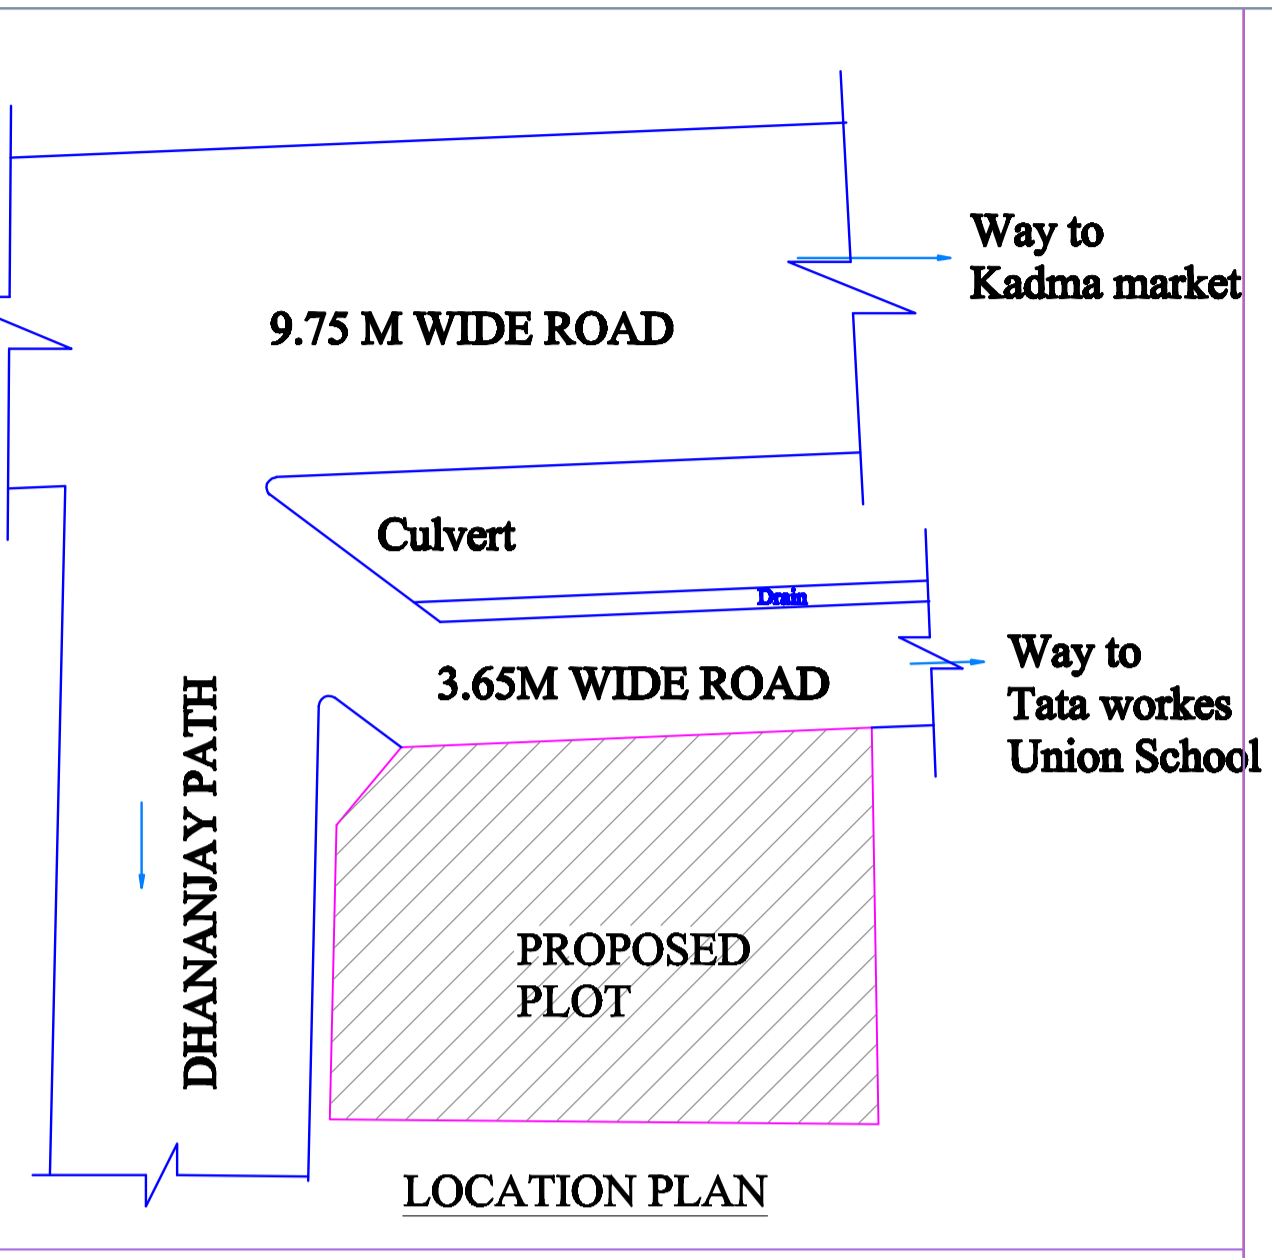 Way to
Kadma market
9.75 M WIDE ROAD
Culvert
Drain
3.65M WIDE ROAD
Way to
Tata workes
Union School
DHANANJAY PATH
PROPOSED
PLOT
LOCATION PLAN